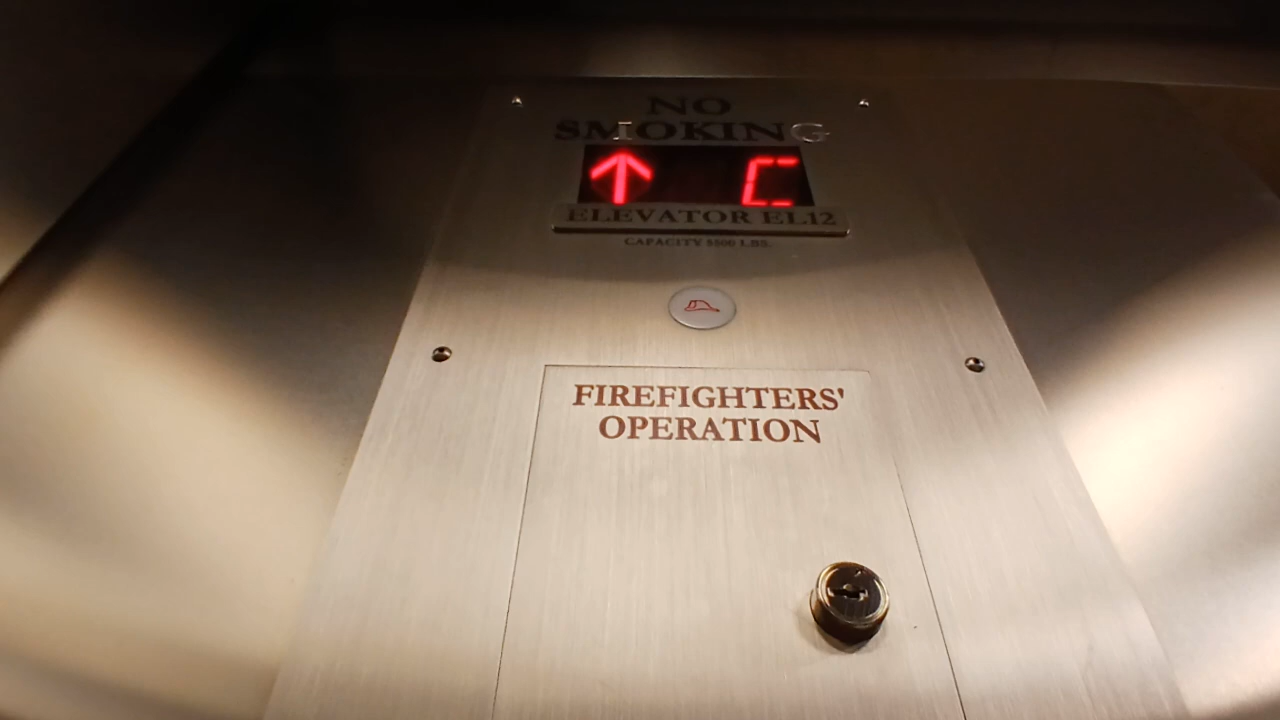 NO
SMOKING
↑ C
ELEVATOR EL12
CAPACITY 5500 LBS.
FIREFIGHTERS'
OPERATION